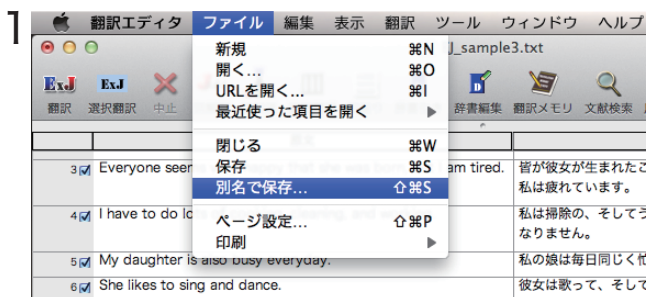 1
翻訳エディタ ファイル 編集 表示 翻訳 ツール ウィンドウ ヘルプ
J_sample3.txt
新規 ⌘N
開く... ⌘O
URLを開く... ⌘I
最近使った項目を開く ▶
閉じる ⌘W
保存 ⌘S
別名で保存... ⇧⌘S
ページ設定... ⇧⌘P
印刷 ▶
ExJ ExJ
翻訳 選択翻訳 中止 辞書編集 翻訳メモリ 文献検索
3 Everyone seem am tired. 皆が彼女が生まれたこ
私は疲れています。
4 I have to do lo 私は掃除の、そしてう
なりません。
5 My daughter is also busy everyday. 私の娘は毎日同じく忙
6 She likes to sing and dance. 彼女は歌って、そして